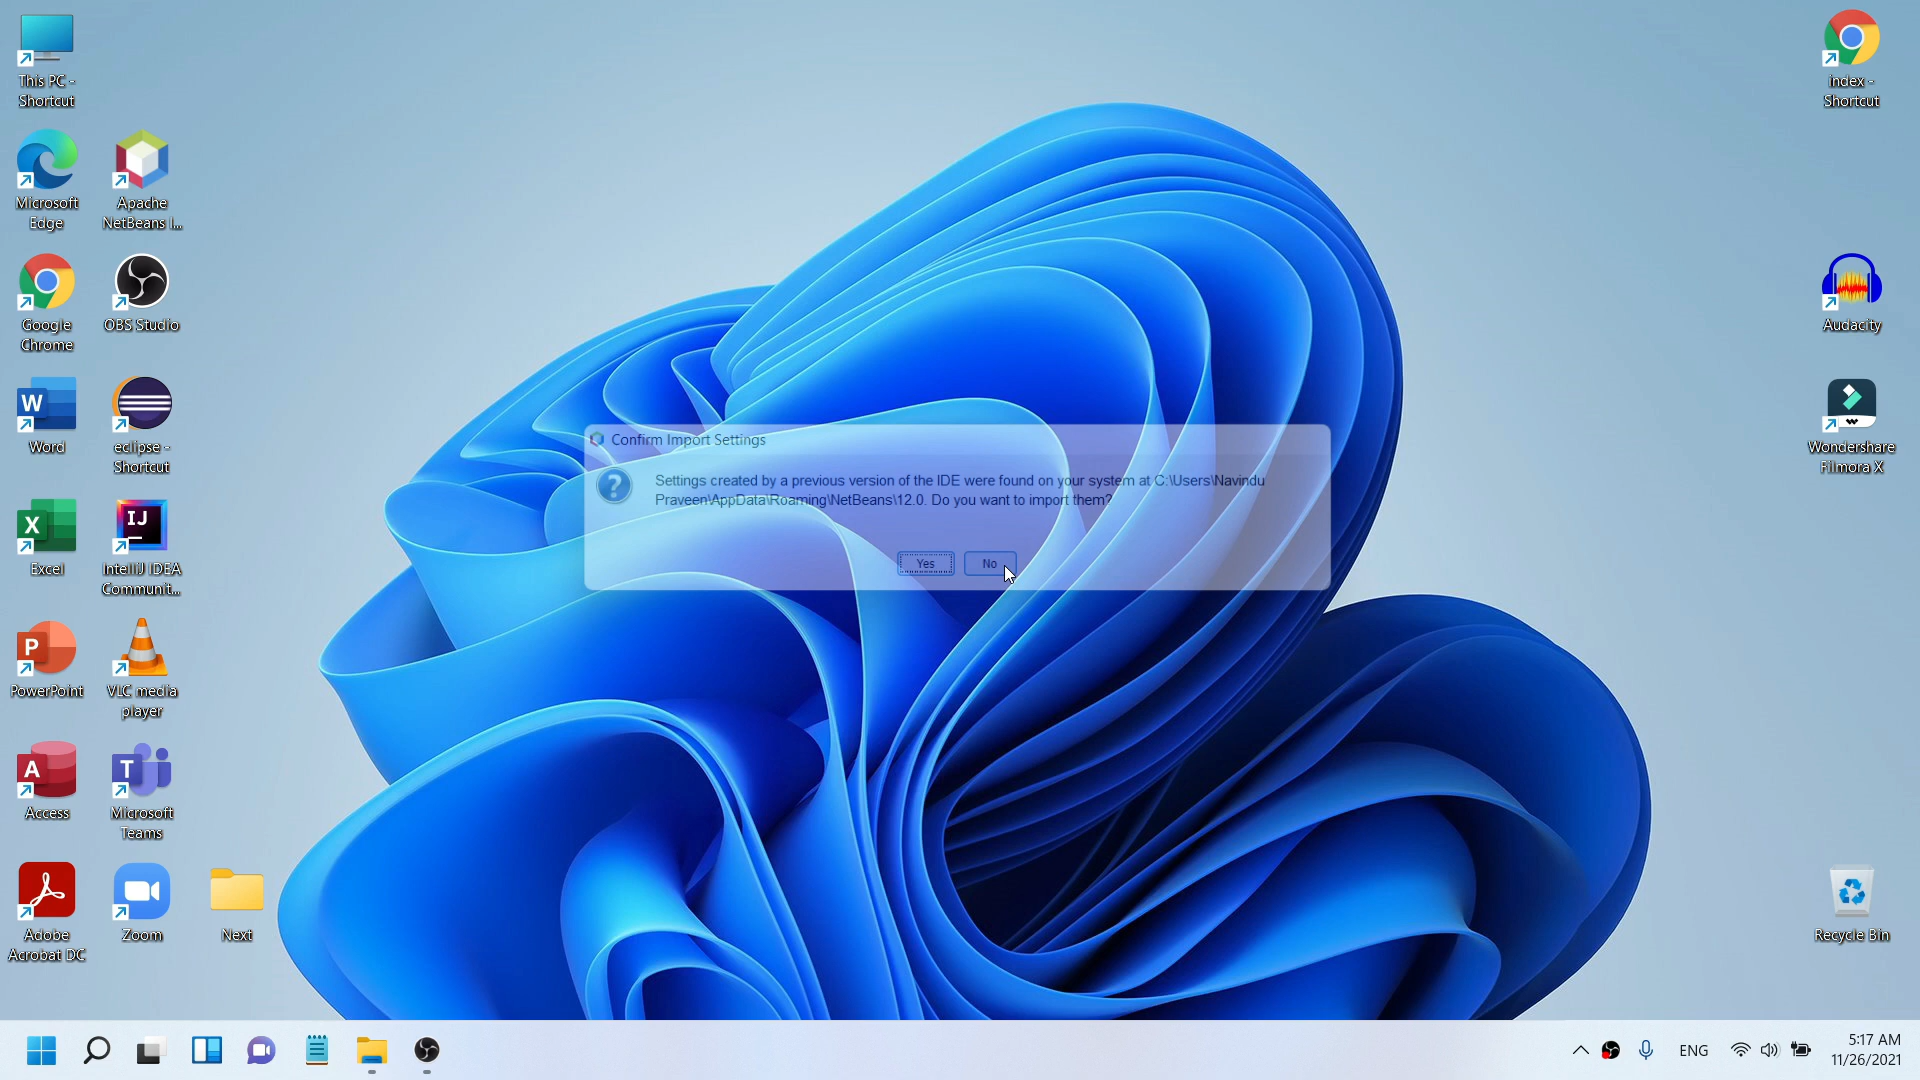 This PC -
Shortcut
Microsoft
Edge
Apache
NetBeans I...
Google
Chrome
OBS Studio
Word
eclipse -
Shortcut
Excel
IntelliJ IDEA
Communit...
PowerPoint
VLC media
player
Access
Microsoft
Teams
Adobe
Acrobat DC
Zoom
Next
Confirm Import Settings
Settings created by a previous version of the IDE were found on your system at C:\Users\Navindu
Praveen\AppData\Roaming\NetBeans\12.0. Do you want to import them?
Yes
No
index -
Shortcut
Audacity
Wondershare
Filmora X
Recycle Bin
ENG
5:17 AM
11/26/2021